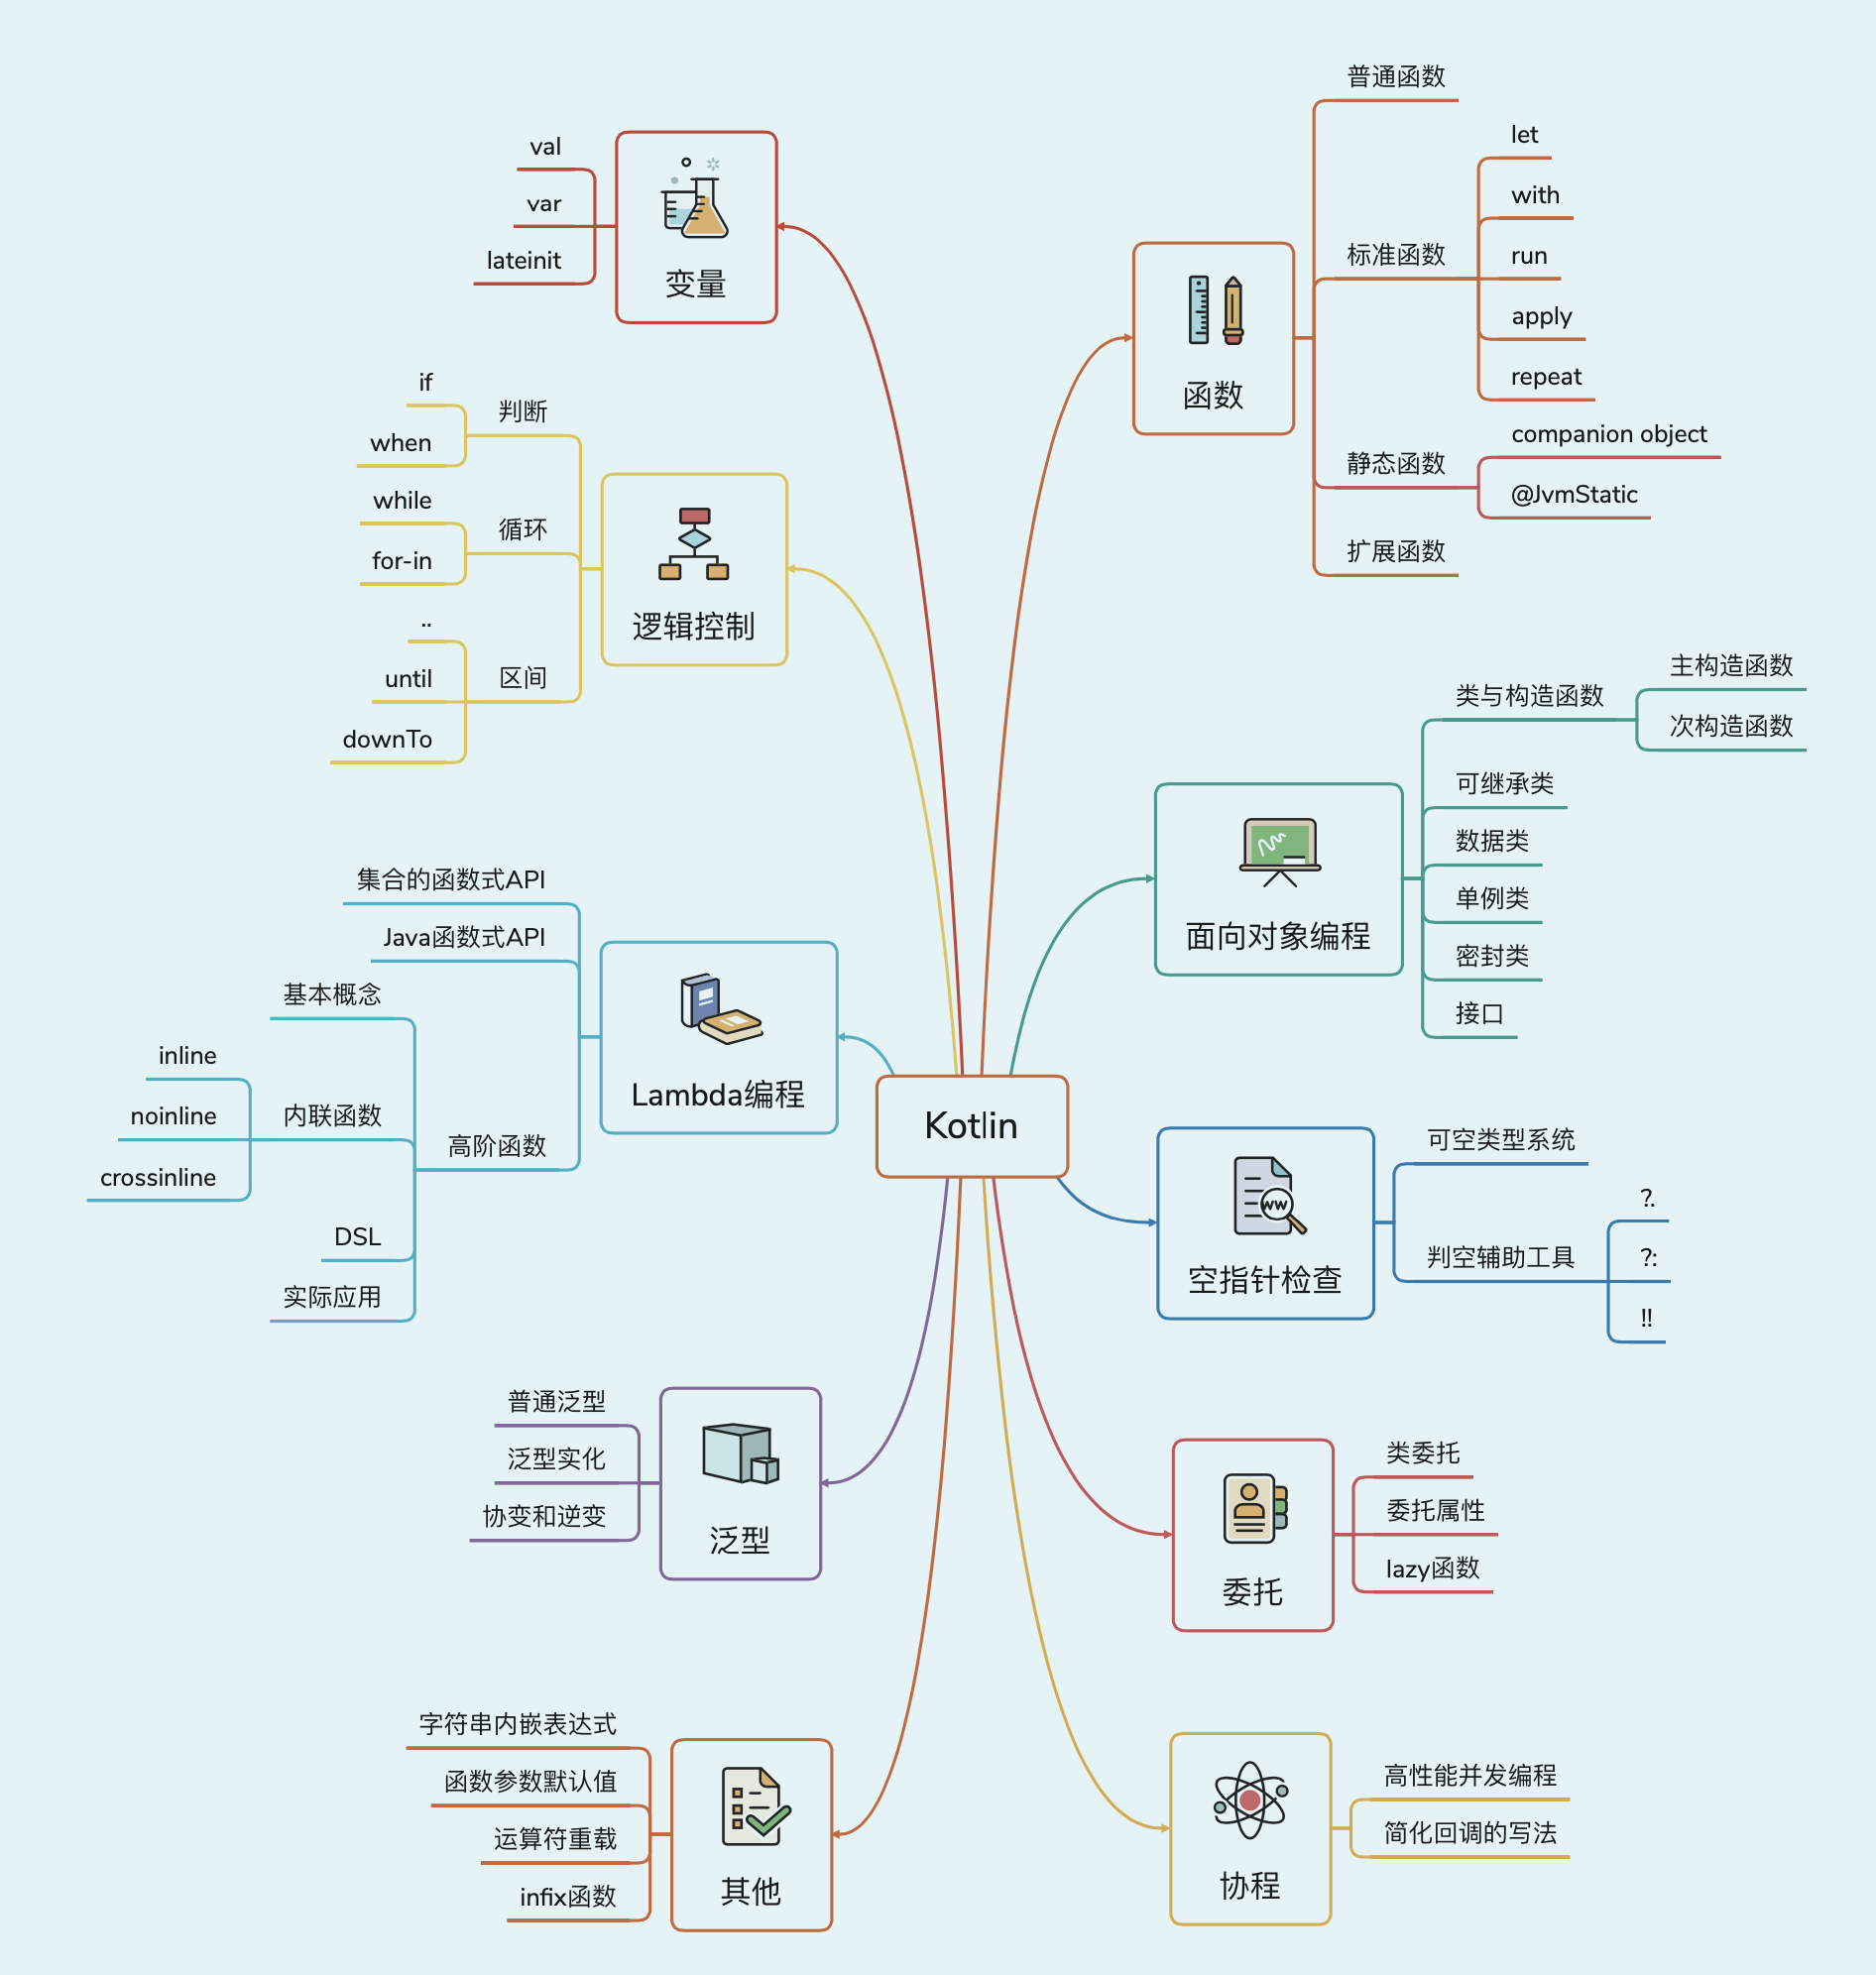 Kotlin
变量
val
var
lateinit
逻辑控制
判断
if
when
循环
while
for-in
区间
..
until
downTo
Lambda编程
集合的函数式API
Java函数式API
高阶函数
基本概念
内联函数
inline
noinline
crossinline
DSL
实际应用
泛型
普通泛型
泛型实化
协变和逆变
其他
字符串内嵌表达式
函数参数默认值
运算符重载
infix函数
函数
普通函数
标准函数
let
with
run
apply
repeat
静态函数
companion object
@JvmStatic
扩展函数
面向对象编程
类与构造函数
主构造函数
次构造函数
可继承类
数据类
单例类
密封类
接口
空指针检查
可空类型系统
判空辅助工具
?.
?:
!!
委托
类委托
委托属性
lazy函数
协程
高性能并发编程
简化回调的写法